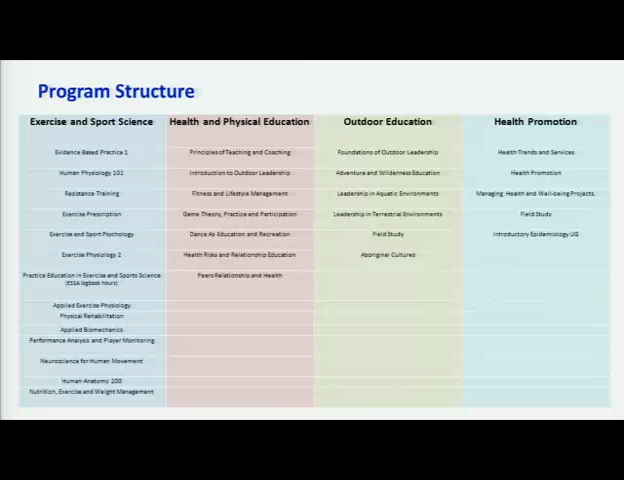 Program Structure
Exercise and Sport Science
Health and Physical Education
Outdoor Education
Health Promotion
Evidence Based Practice 1
Principles of Teaching and Coaching
Foundations of Outdoor Leadership
Health Trends and Services
Human Physiology 101
Introduction to Outdoor Leadership
Adventure and Wilderness Education
Health Promotion
Resistance Training
Fitness and Lifestyle Management
Leadership in Aquatic Environments
Managing Health and Well-being Projects.
Exercise Prescription
Game Theory, Practice and Participation
Leadership in Terrestrial Environments
Field Study
Exercise and Sport Psychology
Dance As Education and Recreation
Field Study
Introductory Epidemiology UG
Exercise Physiology 2
Health Risks and Relationship Education
Aboriginal Cultures
Practice Education in Exercise and Sports Science
(ESSA logbook hours)
Peers Relationship and Health
Applied Exercise Physiology
Physical Rehabilitation
Applied Biomechanics
Performance Analysis and Player Monitoring
Neuroscience for Human Movement
Human Anatomy 200
Nutrition, Exercise and Weight Management